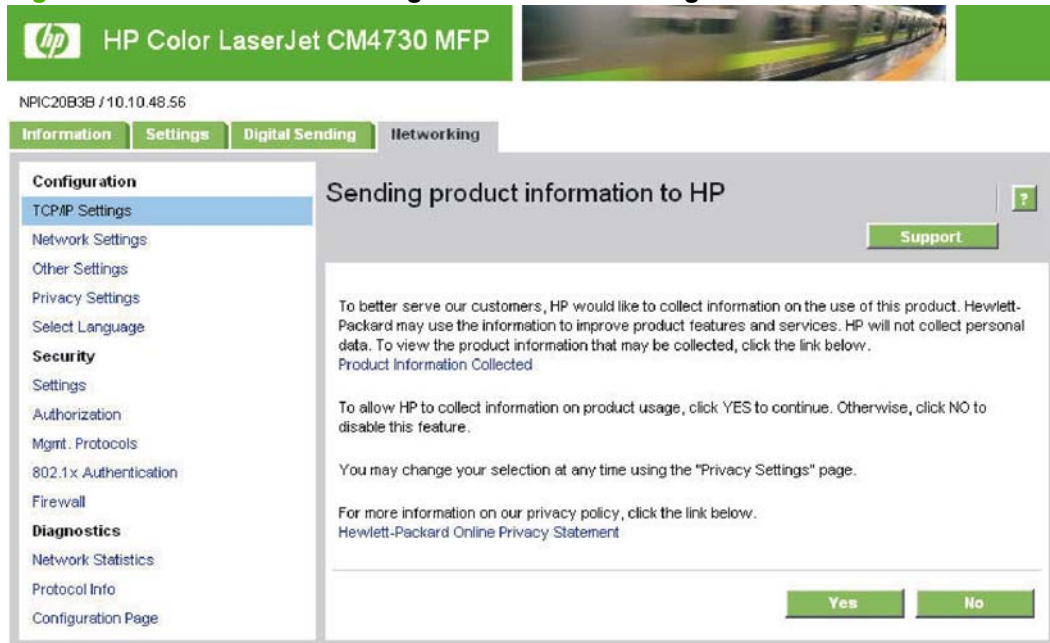 hp
HP Color LaserJet CM4730 MFP
NPIC20B3B / 10.10.48.56
Information
Settings
Digital Sending
Networking
Configuration
TCP/IP Settings
Network Settings
Other Settings
Privacy Settings
Select Language
Security
Settings
Authorization
Mgmt. Protocols
802.1x Authentication
Firewall
Diagnostics
Network Statistics
Protocol Info
Configuration Page
Sending product information to HP
?
Support
To better serve our customers, HP would like to collect information on the use of this product. Hewlett-
Packard may use the information to improve product features and services. HP will not collect personal
data. To view the product information that may be collected, click the link below.
Product Information Collected
To allow HP to collect information on product usage, click YES to continue. Otherwise, click NO to
disable this feature.
You may change your selection at any time using the "Privacy Settings" page.
For more information on our privacy policy, click the link below.
Hewlett-Packard Online Privacy Statement
Yes
No